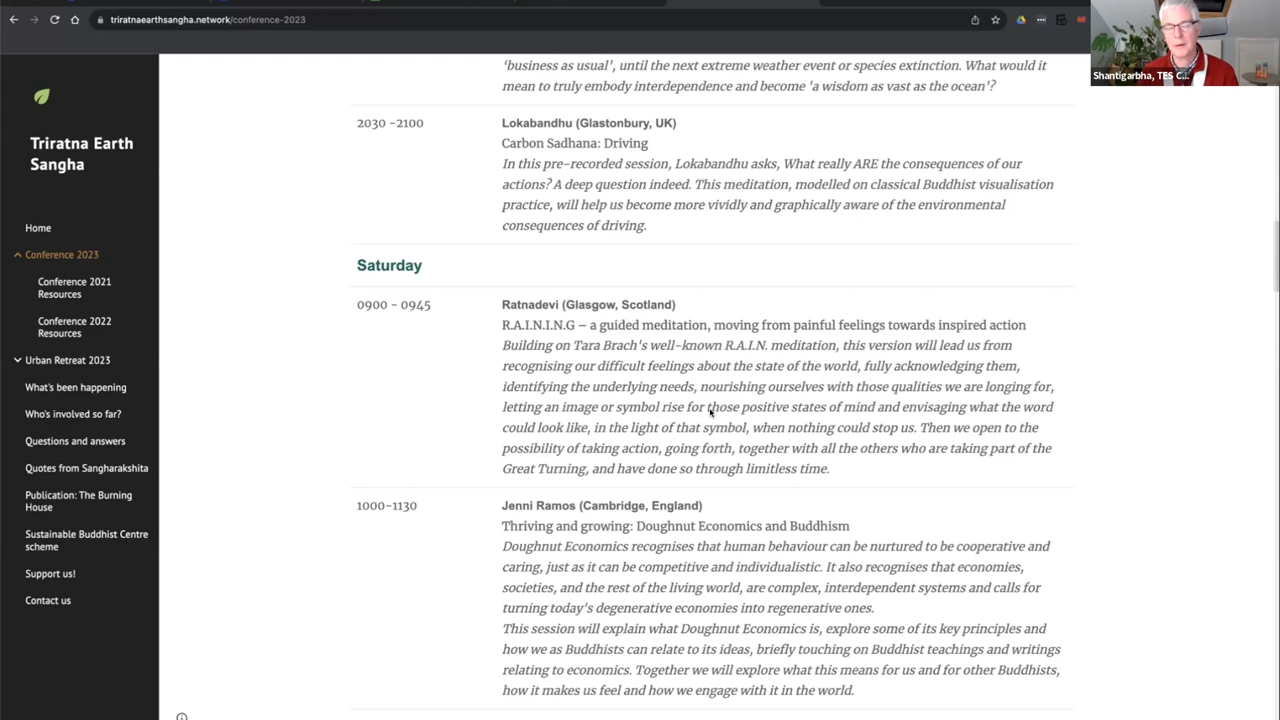 triratnaearthsangha.network/conference-2023
Shantigarbha, TES C...
Triratna Earth
Sangha
Home
Conference 2023
Conference 2021
Resources
Conference 2022
Resources
Urban Retreat 2023
What's been happening
Who's involved so far?
Questions and answers
Quotes from Sangharakshita
Publication: The Burning
House
Sustainable Buddhist Centre
scheme
Support us!
Contact us
'business as usual', until the next extreme weather event or species extinction. What would it
mean to truly embody interdependence and become 'a wisdom as vast as the ocean'?
2030 -2100
Lokabandhu (Glastonbury, UK)
Carbon Sadhana: Driving
In this pre-recorded session, Lokabandhu asks, What really ARE the consequences of our
actions? A deep question indeed. This meditation, modelled on classical Buddhist visualisation
practice, will help us become more vividly and graphically aware of the environmental
consequences of driving.
Saturday
0900 - 0945
Ratnadevi (Glasgow, Scotland)
R.A.I.N.I.N.G – a guided meditation, moving from painful feelings towards inspired action
Building on Tara Brach's well-known R.A.I.N. meditation, this version will lead us from
recognising our difficult feelings about the state of the world, fully acknowledging them,
identifying the underlying needs, nourishing ourselves with those qualities we are longing for,
letting an image or symbol rise for those positive states of mind and envisaging what the word
could look like, in the light of that symbol, when nothing could stop us. Then we open to the
possibility of taking action, going forth, together with all the others who are taking part of the
Great Turning, and have done so through limitless time.
1000-1130
Jenni Ramos (Cambridge, England)
Thriving and growing: Doughnut Economics and Buddhism
Doughnut Economics recognises that human behaviour can be nurtured to be cooperative and
caring, just as it can be competitive and individualistic. It also recognises that economies,
societies, and the rest of the living world, are complex, interdependent systems and calls for
turning today's degenerative economies into regenerative ones.
This session will explain what Doughnut Economics is, explore some of its key principles and
how we as Buddhists can relate to its ideas, briefly touching on Buddhist teachings and writings
relating to economics. Together we will explore what this means for us and for other Buddhists,
how it makes us feel and how we engage with it in the world.